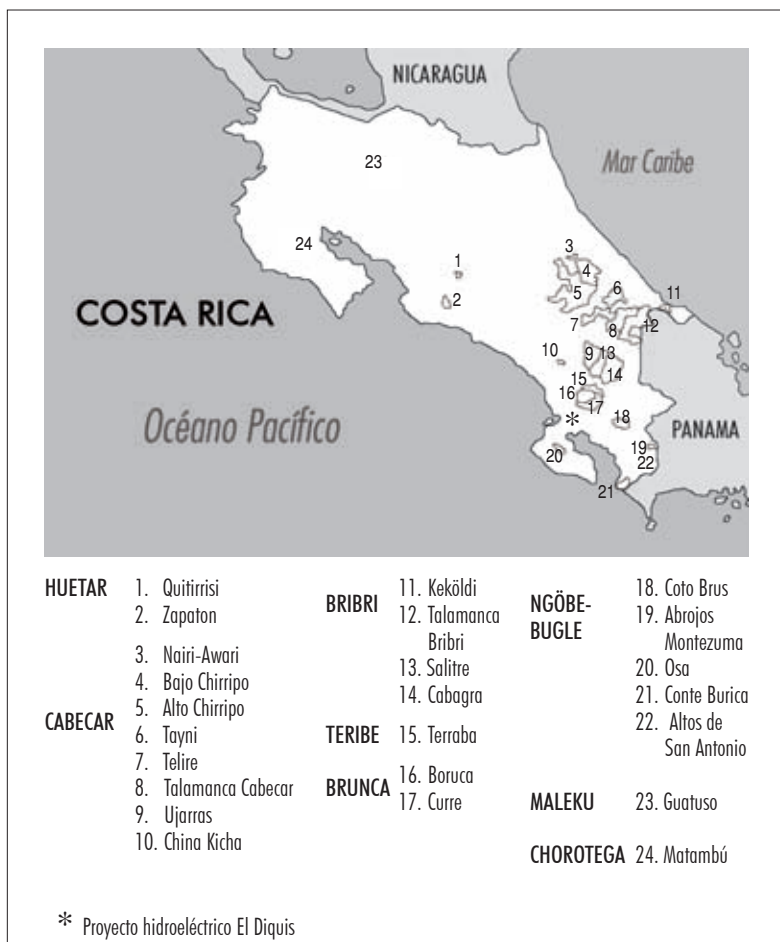 NICARAGUA
Mar Caribe
23
24
1
2
3
4
5
6
11
7
8
12
10
9
13
14
15
16
17
18
19
22
20
21
*
COSTA RICA
Océano Pacífico
PANAMA
HUETAR
1. Quitirrisi
2. Zapaton
CABECAR
3. Nairi-Awari
4. Bajo Chirripo
5. Alto Chirripo
6. Tayni
7. Telire
8. Talamanca Cabecar
9. Ujarras
10. China Kicha
BRIBRI
11. Keköldi
12. Talamanca
Bribri
13. Salitre
14. Cabagra
TERIBE
15. Terraba
BRUNCA
16. Boruca
17. Curre
NGÖBE-
BUGLE
18. Coto Brus
19. Abrojos
Montezuma
20. Osa
21. Conte Burica
22. Altos de
San Antonio
MALEKU
23. Guatuso
CHOROTEGA
24. Matambú
* Proyecto hidroeléctrico El Diquis